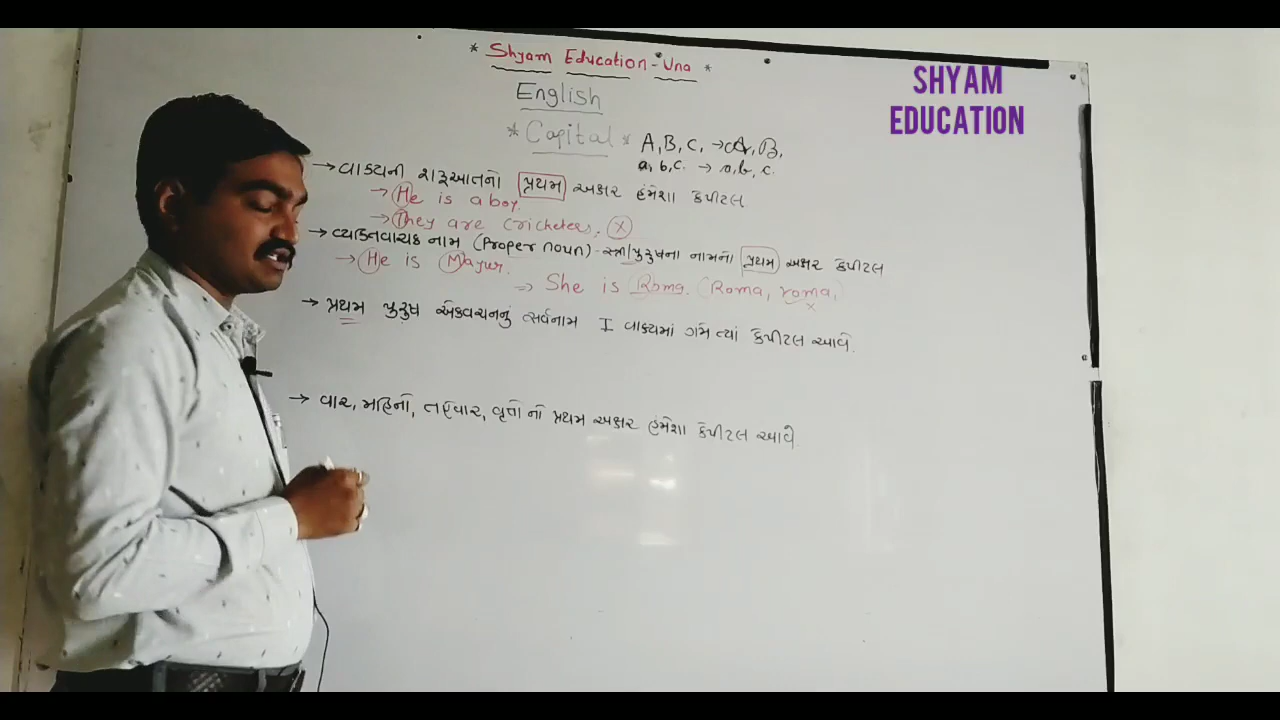 * Shyam Education - Una *
SHYAM
EDUCATION
English
* Capital *
A, B, C, → A, B,
a, b, c. → a, b, c.
→ વાક્યની શરૂઆતનો પ્રથમ અક્ષર હંમેશા કેપીટલ
→ He is a boy.
→ They are cricketers. X
→ વ્યકિતવાચક નામ (Proper noun) - સ્ત્રી/પુરુષના નામનો પ્રથમ અક્ષર કેપીટલ
→ He is Mayur.
⇒ She is Roma. (Roma, roma,)
x
→ પ્રથમ પુરુષ એકવચનનું સર્વનામ I વાક્યમાં ગમે ત્યાં કેપીટલ આવે.
→ વાર, મહિનો, તહેવાર, વૃતો નો પ્રથમ અક્ષર હંમેશા કેપીટલ આવે.